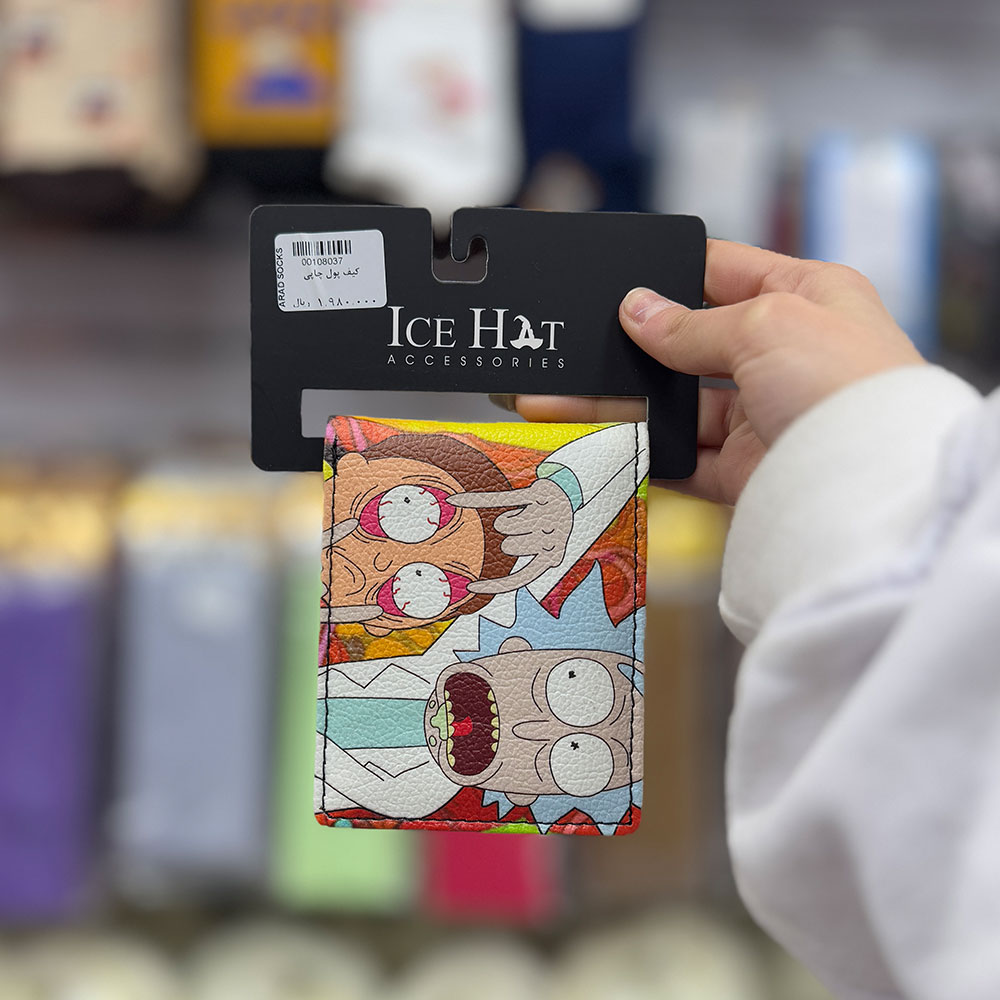 ARAD SOCKS
00108037
کیف پول چاپی
۱.۹۸۰.۰۰۰ ریال
ICE HAT
ACCESSORIES